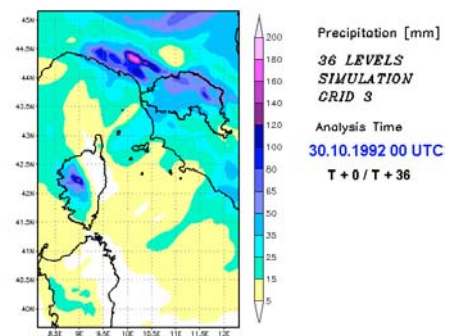 45N
44.5N
44N
43.5N
43N
42.5N
42N
41.5N
41N
40.5N
40N
8.5E 9E 9.5E 10E 10.5E 11E 11.5E 12E
200
180
160
140
120
100
80
65
50
35
25
15
5
Precipitation [mm]
36 LEVELS
SIMULATION
GRID 3
Analysis Time
30.10.1992 00 UTC
T + 0 / T + 36